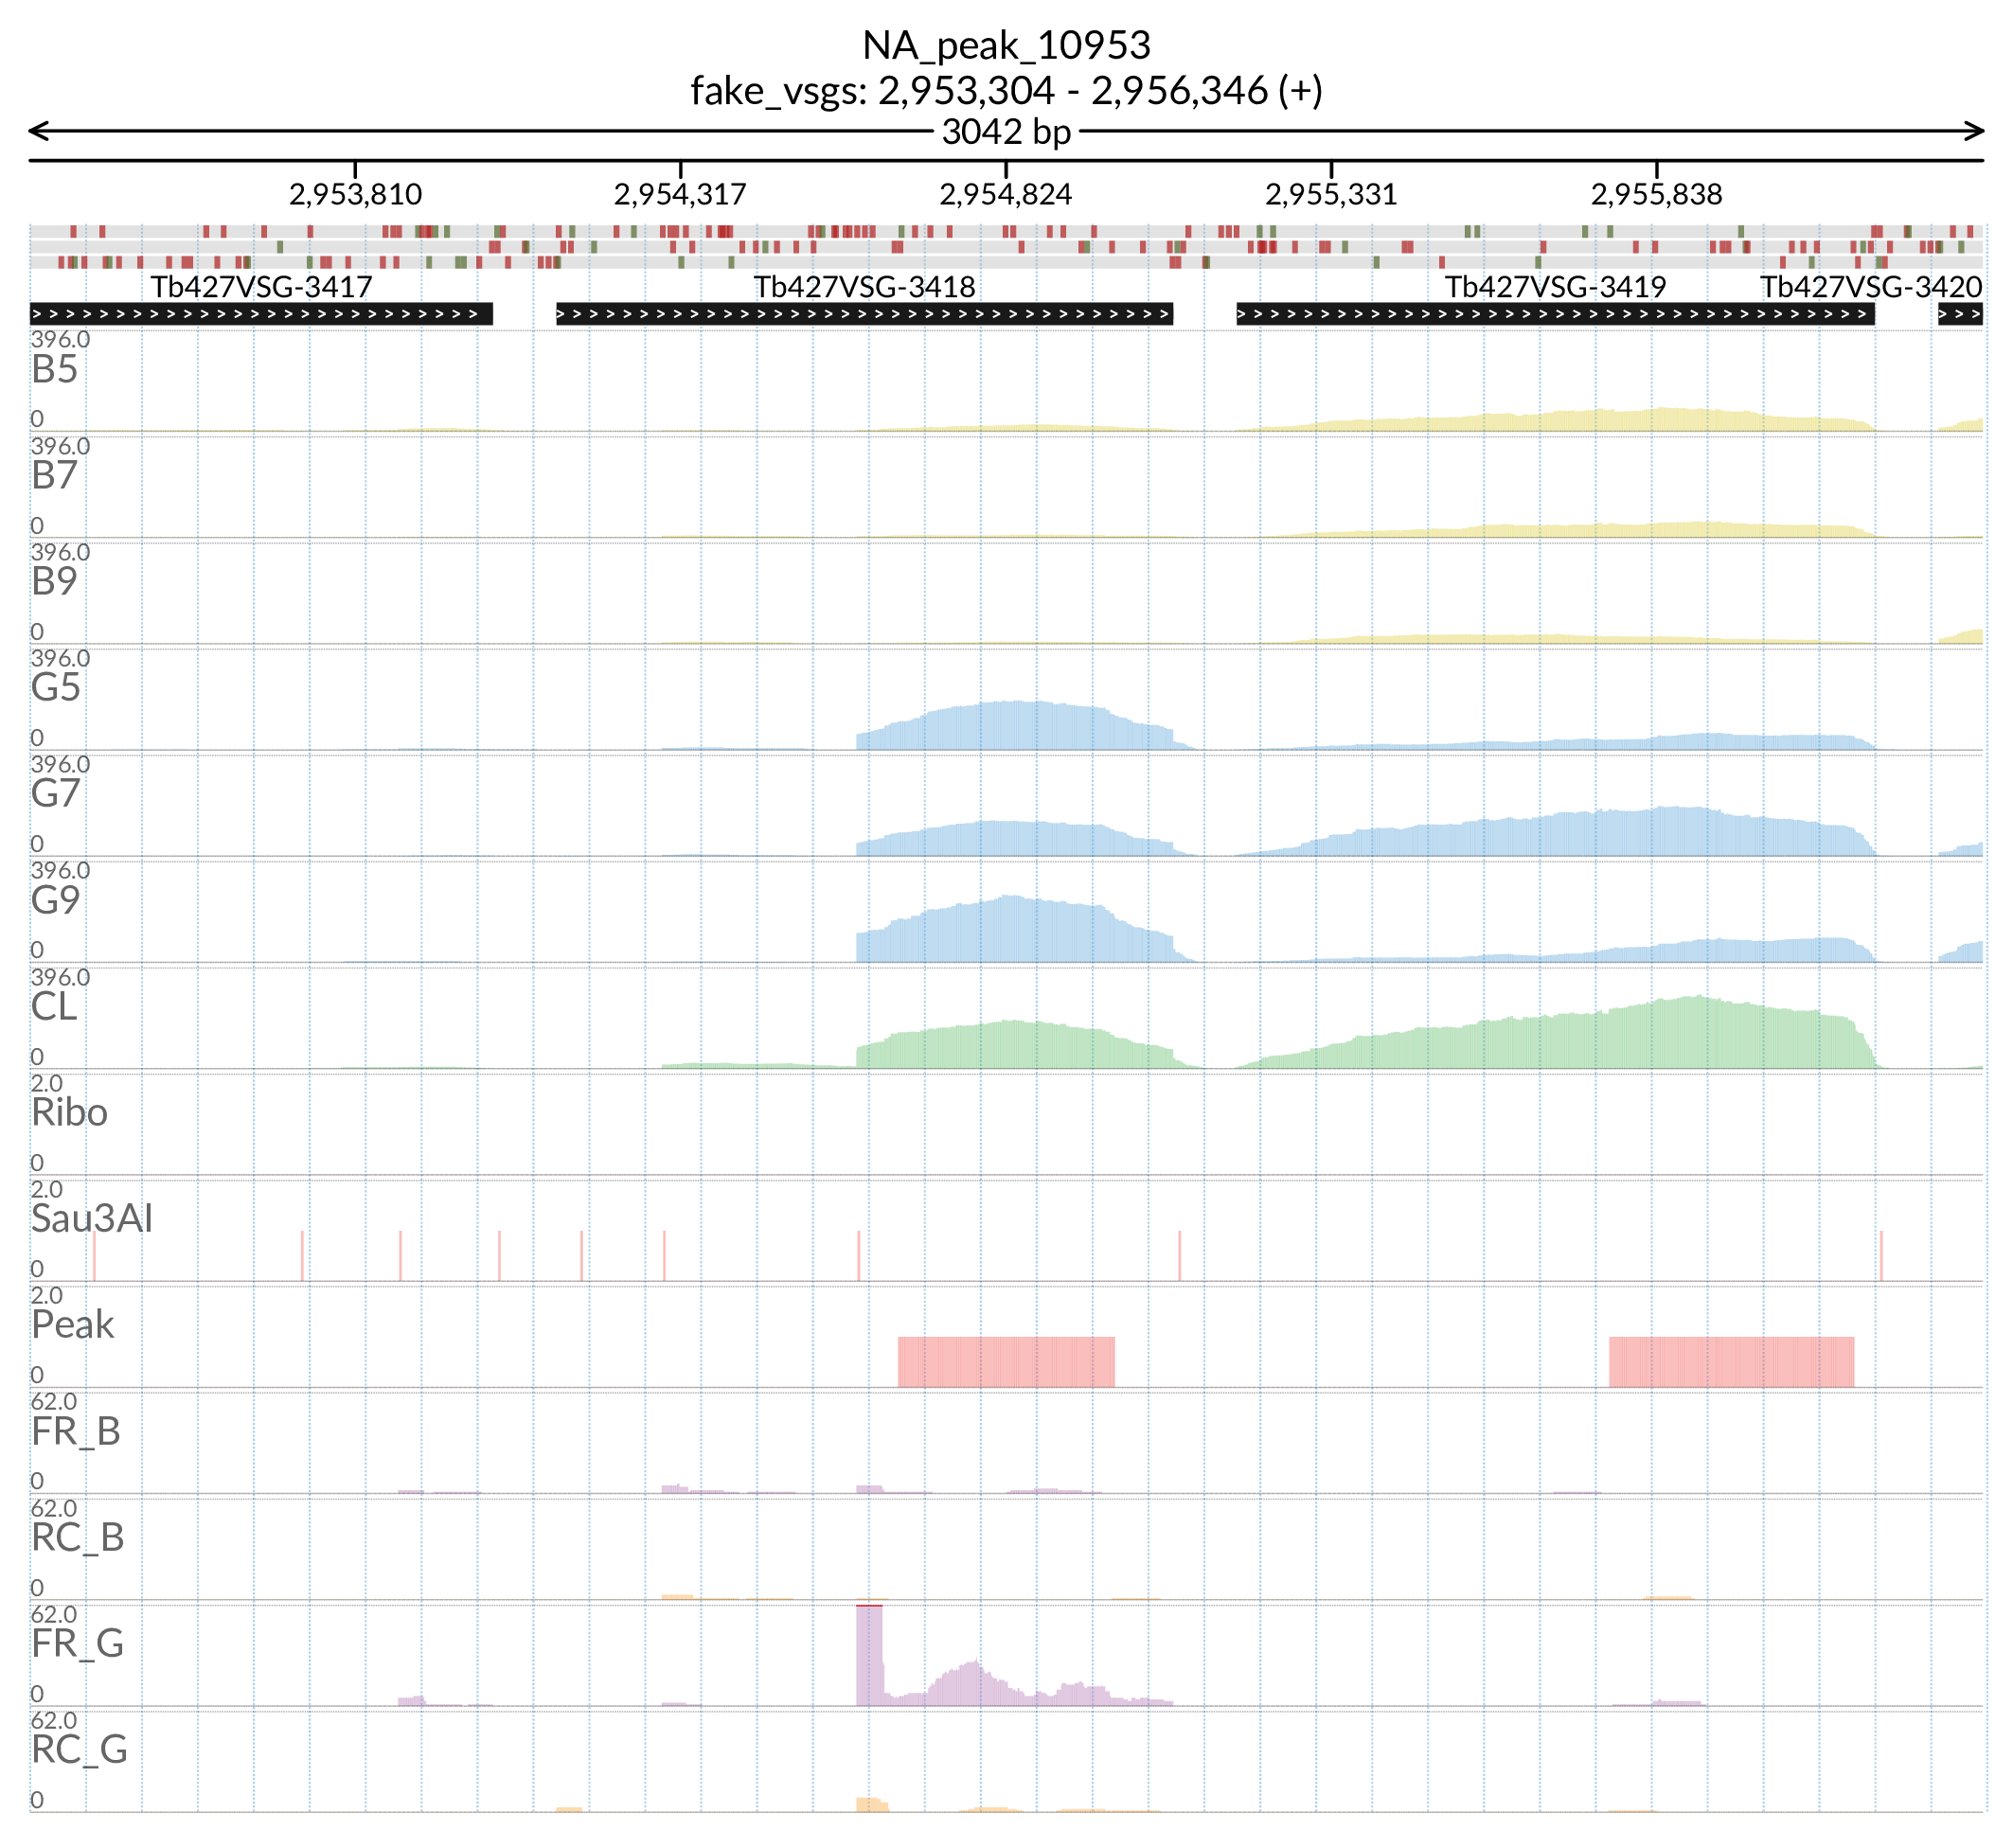 NA_peak_10953
fake_vsgs: 2,953,304 - 2,956,346 (+)
3042 bp
2,953,810 2,954,317 2,954,824 2,955,331 2,955,838
Tb427VSG-3417 Tb427VSG-3418 Tb427VSG-3419 Tb427VSG-3420
396.0
B5
0
396.0
B7
0
396.0
B9
0
396.0
G5
0
396.0
G7
0
396.0
G9
0
396.0
CL
0
2.0
Ribo
0
2.0
Sau3AI
0
2.0
Peak
0
62.0
FR_B
0
62.0
RC_B
0
62.0
FR_G
0
62.0
RC_G
0